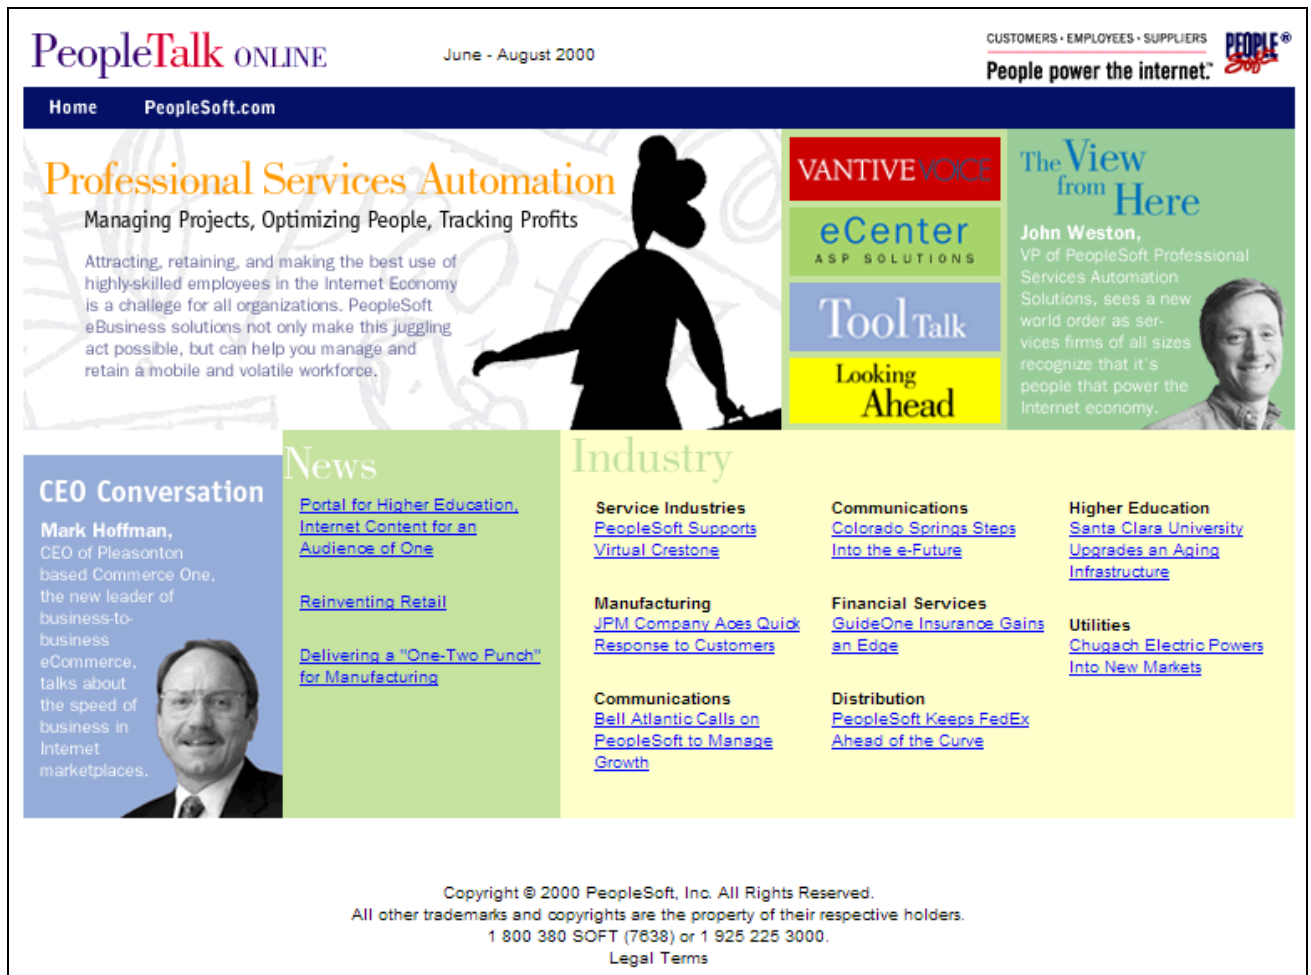 PeopleTalk ONLINE
June - August 2000
CUSTOMERS • EMPLOYEES • SUPPLIERS
People power the internet.™
PEOPLE Soft®
Home PeopleSoft.com
Professional Services Automation
Managing Projects, Optimizing People, Tracking Profits
Attracting, retaining, and making the best use of
highly-skilled employees in the Internet Economy
is a challege for all organizations. PeopleSoft
eBusiness solutions not only make this juggling
act possible, but can help you manage and
retain a mobile and volatile workforce.
VANTIVE VOICE
eCenter
ASP SOLUTIONS
Tool Talk
Looking
Ahead
The View
from Here
John Weston,
VP of PeopleSoft Professional
Services Automation
Solutions, sees a new
world order as ser-
vices firms of all sizes
recognize that it's
people that power the
Internet economy.
CEO Conversation
Mark Hoffman,
CEO of Pleasonton
based Commerce One,
the new leader of
business-to-
business
eCommerce,
talks about
the speed of
business in
Internet
marketplaces.
News
Portal for Higher Education,
Internet Content for an
Audience of One
Reinventing Retail
Delivering a "One-Two Punch"
for Manufacturing
Industry
Service Industries
PeopleSoft Supports
Virtual Crestone
Manufacturing
JPM Company Aces Quick
Response to Customers
Communications
Bell Atlantic Calls on
PeopleSoft to Manage
Growth
Communications
Colorado Springs Steps
Into the e-Future
Financial Services
GuideOne Insurance Gains
an Edge
Distribution
PeopleSoft Keeps FedEx
Ahead of the Curve
Higher Education
Santa Clara University
Upgrades an Aging
Infrastructure
Utilities
Chugach Electric Powers
Into New Markets
Copyright © 2000 PeopleSoft, Inc. All Rights Reserved.
All other trademarks and copyrights are the property of their respective holders.
1 800 380 SOFT (7638) or 1 925 225 3000.
Legal Terms